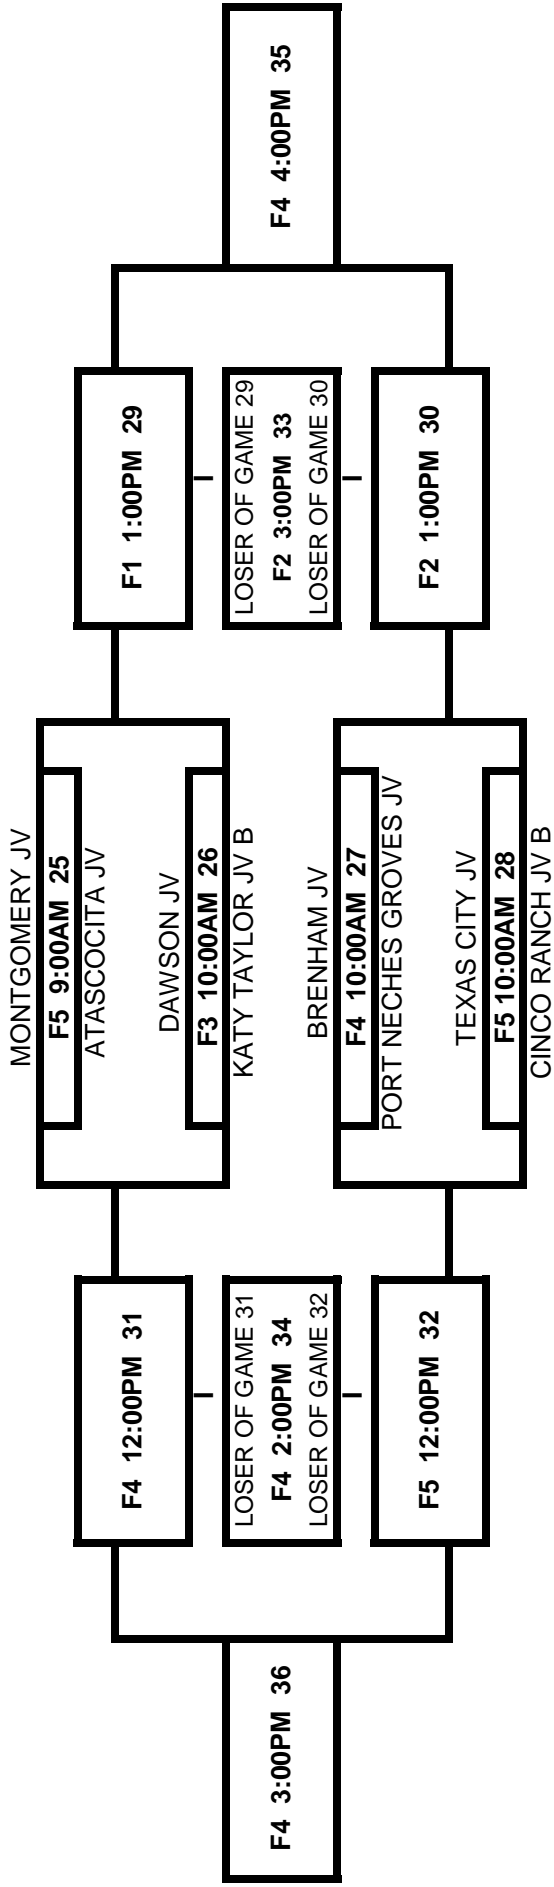 MONTGOMERY JV
F5 9:00AM 25
ATASCOCITA JV
DAWSON JV
F3 10:00AM 26
KATY TAYLOR JV B
BRENHAM JV
F4 10:00AM 27
PORT NECHES GROVES JV
TEXAS CITY JV
F5 10:00AM 28
CINCO RANCH JV B
F4 12:00PM 31
LOSER OF GAME 31
F4 2:00PM 34
LOSER OF GAME 32
F5 12:00PM 32
F4 3:00PM 36
F1 1:00PM 29
LOSER OF GAME 29
F2 3:00PM 33
LOSER OF GAME 30
F2 1:00PM 30
F4 4:00PM 35